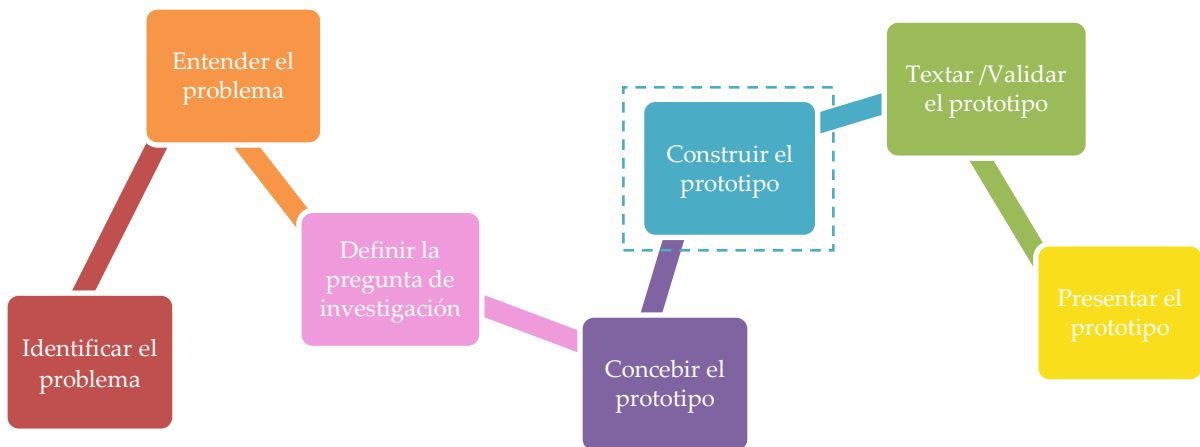 Identificar el
problema
Entender el
problema
Definir la
pregunta de
investigación
Concebir el
prototipo
Construir el
prototipo
Textar /Validar
el prototipo
Presentar el
prototipo